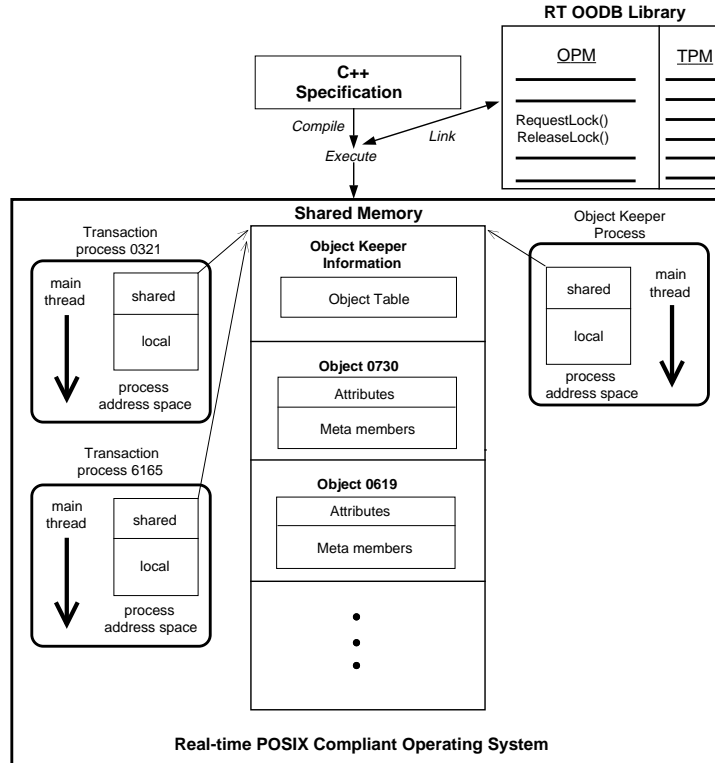 RT OODB Library
OPM
TPM
RequestLock()
ReleaseLock()
C++
Specification
Compile
Link
Execute
Shared Memory
Transaction
process 0321
main
thread
shared
local
process
address space
Object Keeper
Information
Object Table
Object Keeper
Process
shared
local
main
thread
process
address space
Object 0730
Attributes
Meta members
Transaction
process 6165
main
thread
shared
local
process
address space
Object 0619
Attributes
Meta members
Real-time POSIX Compliant Operating System